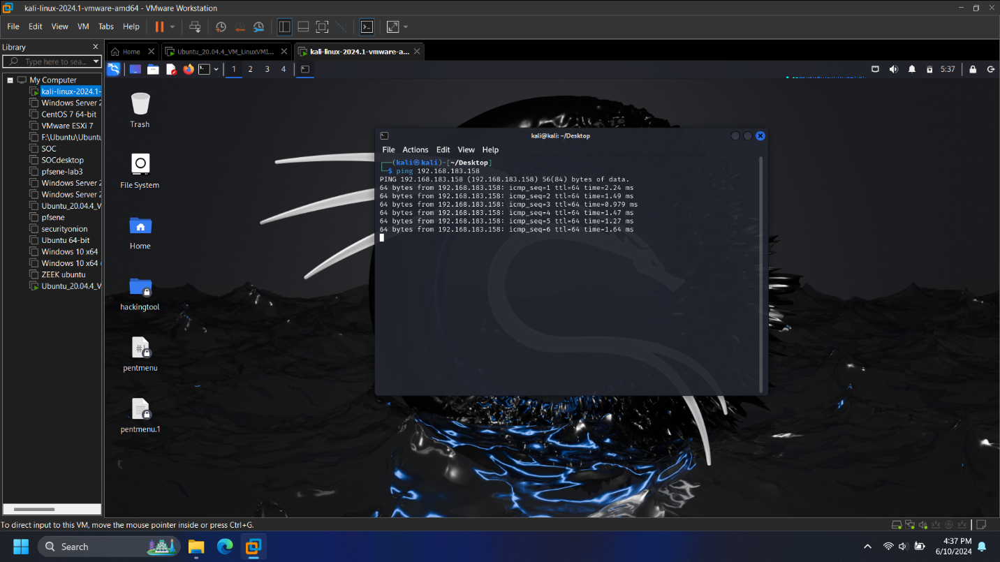 kali-linux-2024.1-vmware-amd64 - VMware Workstation
File Edit View VM Tabs Help
Library
Type here to sea...
Home
Ubuntu_20.04.4_VM_LinuxVMI...
kali-linux-2024.1-vmware-a...
1 2 3 4
5:37
My Computer
kali-linux-2024.1-
Windows Server 2
CentOS 7 64-bit
VMware ESXi 7
F:\Ubuntu\Ubuntu
SOC
SOCdesktop
pfsene-lab3
Windows Server 2
Windows Server 2
Ubuntu_20.04.4_V
pfsene
securityonion
Ubuntu 64-bit
Windows 10 x64
Windows 10 x64
ZEEK ubuntu
Ubuntu_20.04.4_V
Trash
File System
Home
hackingtool
pentmenu
pentmenu.1
kali@kali: ~/Desktop
File Actions Edit View Help
┌──(kali㉿kali)-[~/Desktop]
└─$ ping 192.168.183.158
PING 192.168.183.158 (192.168.183.158) 56(84) bytes of data.
64 bytes from 192.168.183.158: icmp_seq=1 ttl=64 time=2.24 ms
64 bytes from 192.168.183.158: icmp_seq=2 ttl=64 time=1.49 ms
64 bytes from 192.168.183.158: icmp_seq=3 ttl=64 time=0.979 ms
64 bytes from 192.168.183.158: icmp_seq=4 ttl=64 time=1.47 ms
64 bytes from 192.168.183.158: icmp_seq=5 ttl=64 time=1.27 ms
64 bytes from 192.168.183.158: icmp_seq=6 ttl=64 time=1.64 ms
To direct input to this VM, move the mouse pointer inside or press Ctrl+G.
Search
4:37 PM
6/10/2024